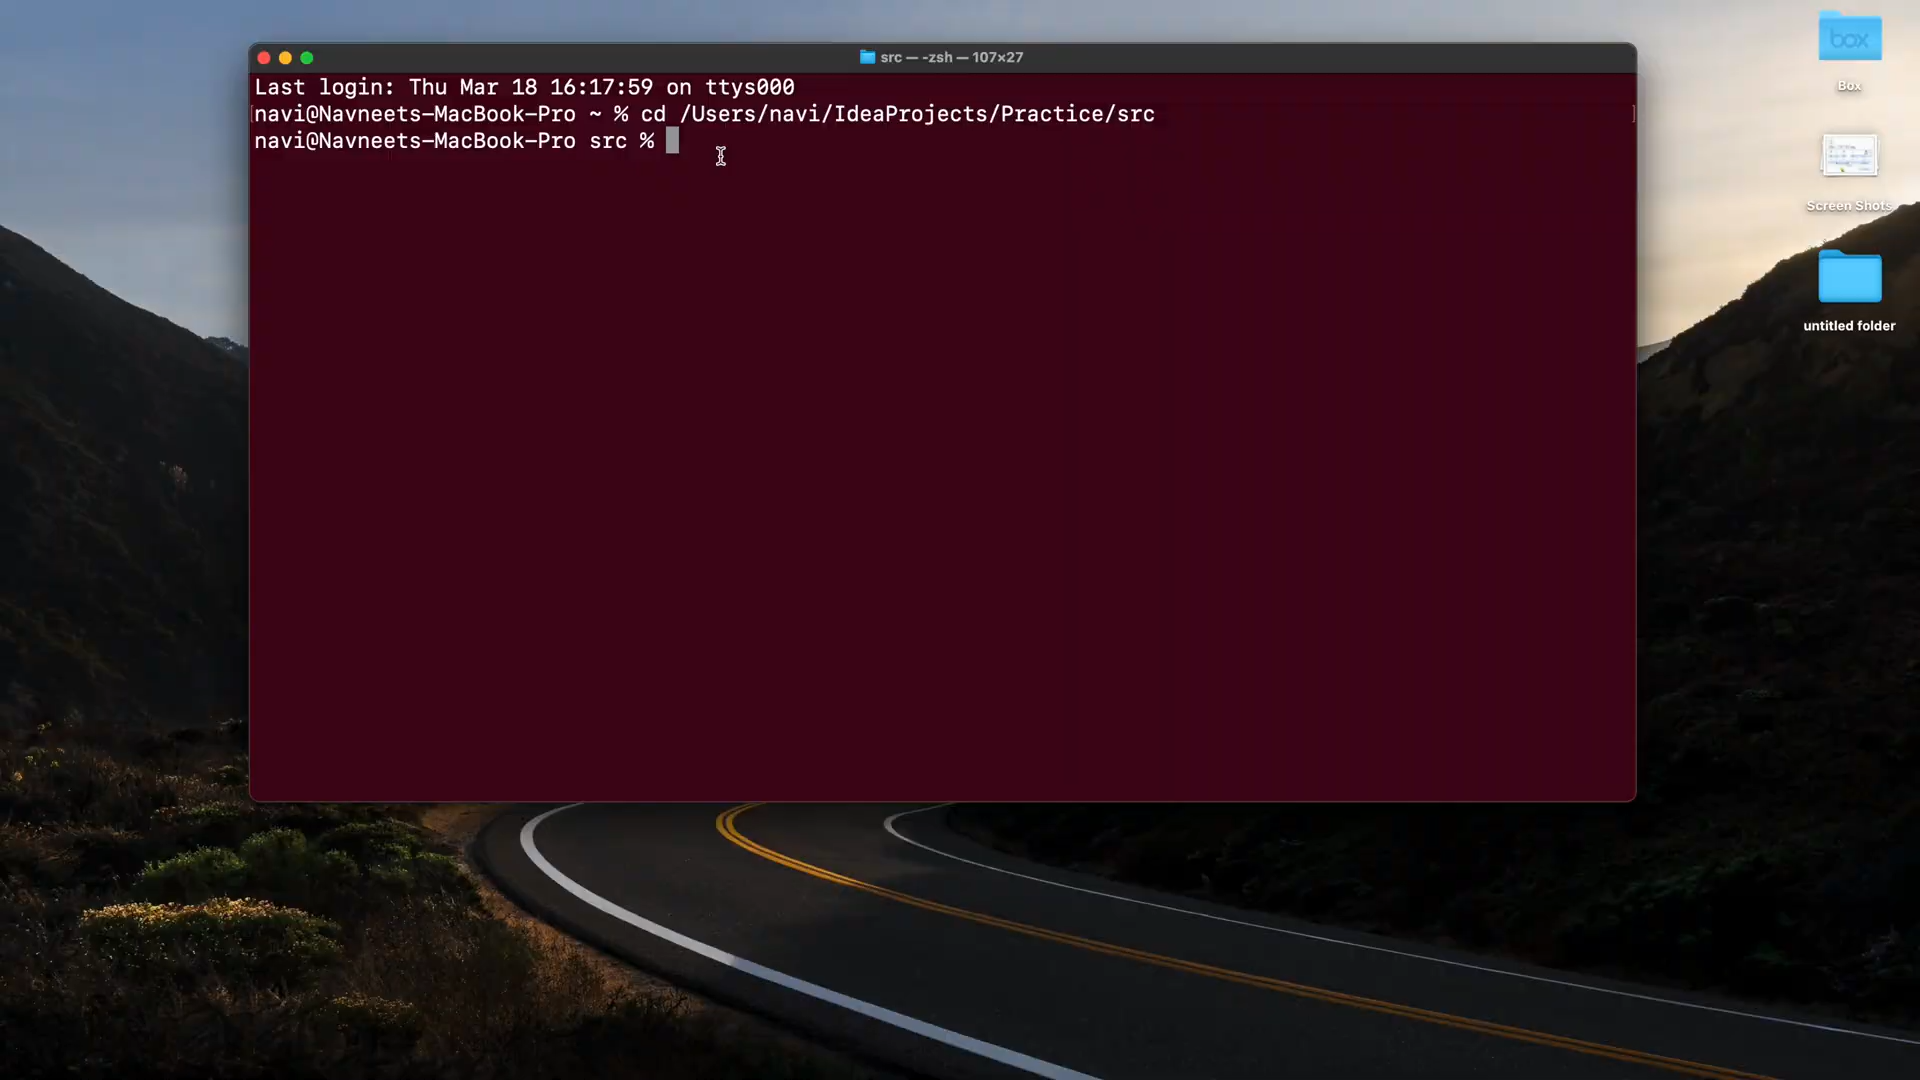 src — -zsh — 107×27
Last login: Thu Mar 18 16:17:59 on ttys000
navi@Navneets-MacBook-Pro ~ % cd /Users/navi/IdeaProjects/Practice/src
navi@Navneets-MacBook-Pro src %
box
Box
Screen Shots
untitled folder